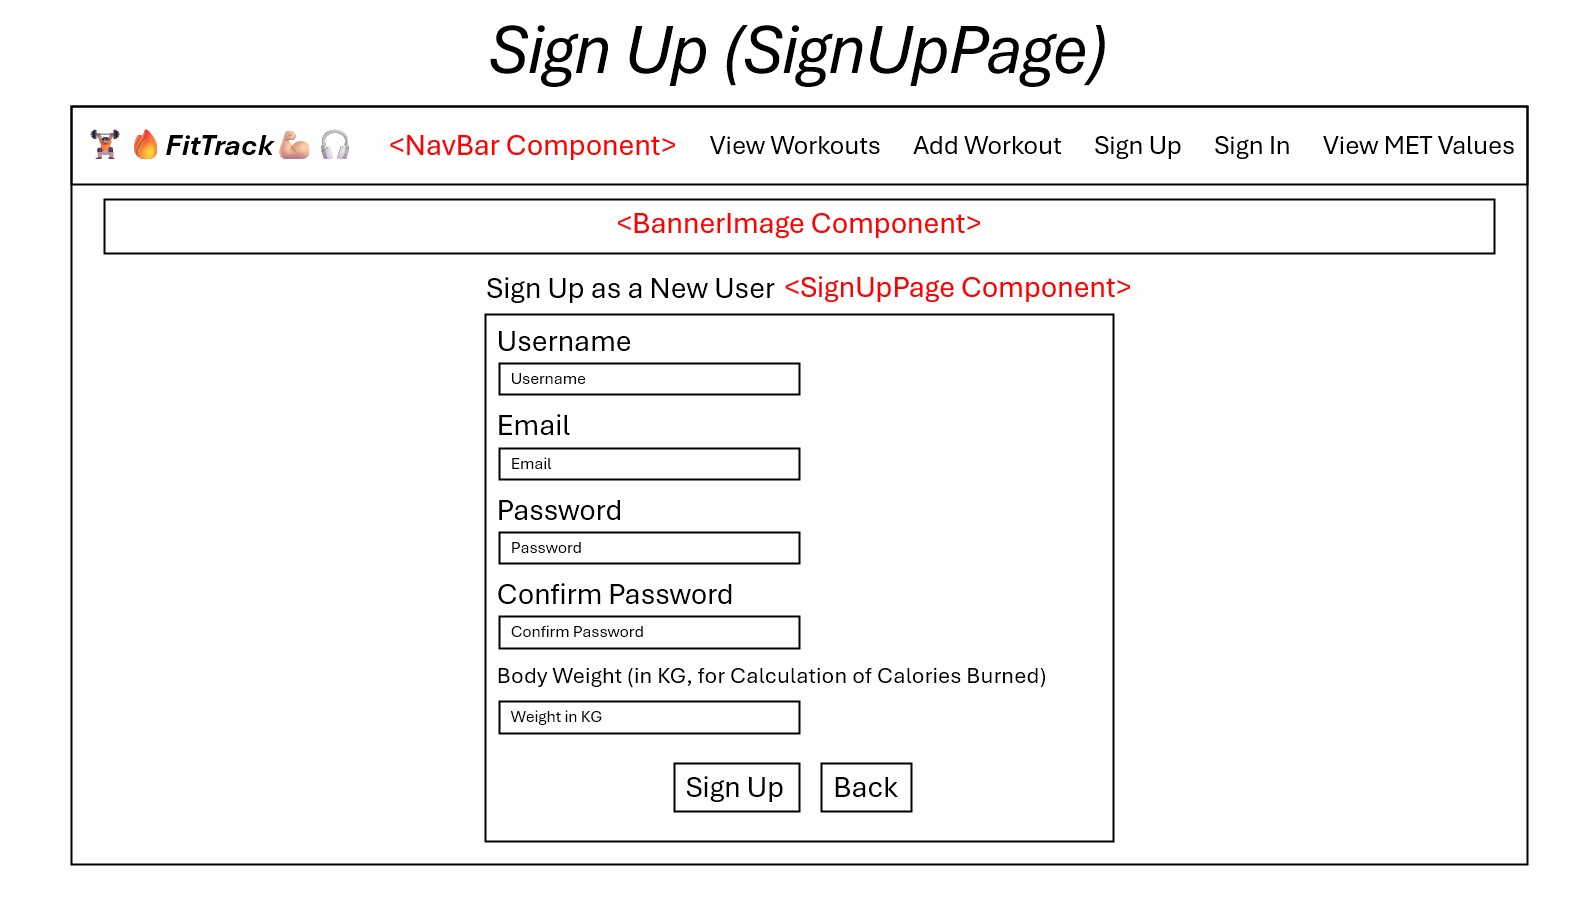 Sign Up (SignUpPage)
FitTrack <NavBar Component> View Workouts Add Workout Sign Up Sign In View MET Values
<BannerImage Component>
Sign Up as a New User <SignUpPage Component>
Username
Username
Email
Email
Password
Password
Confirm Password
Confirm Password
Body Weight (in KG, for Calculation of Calories Burned)
Weight in KG
Sign Up Back